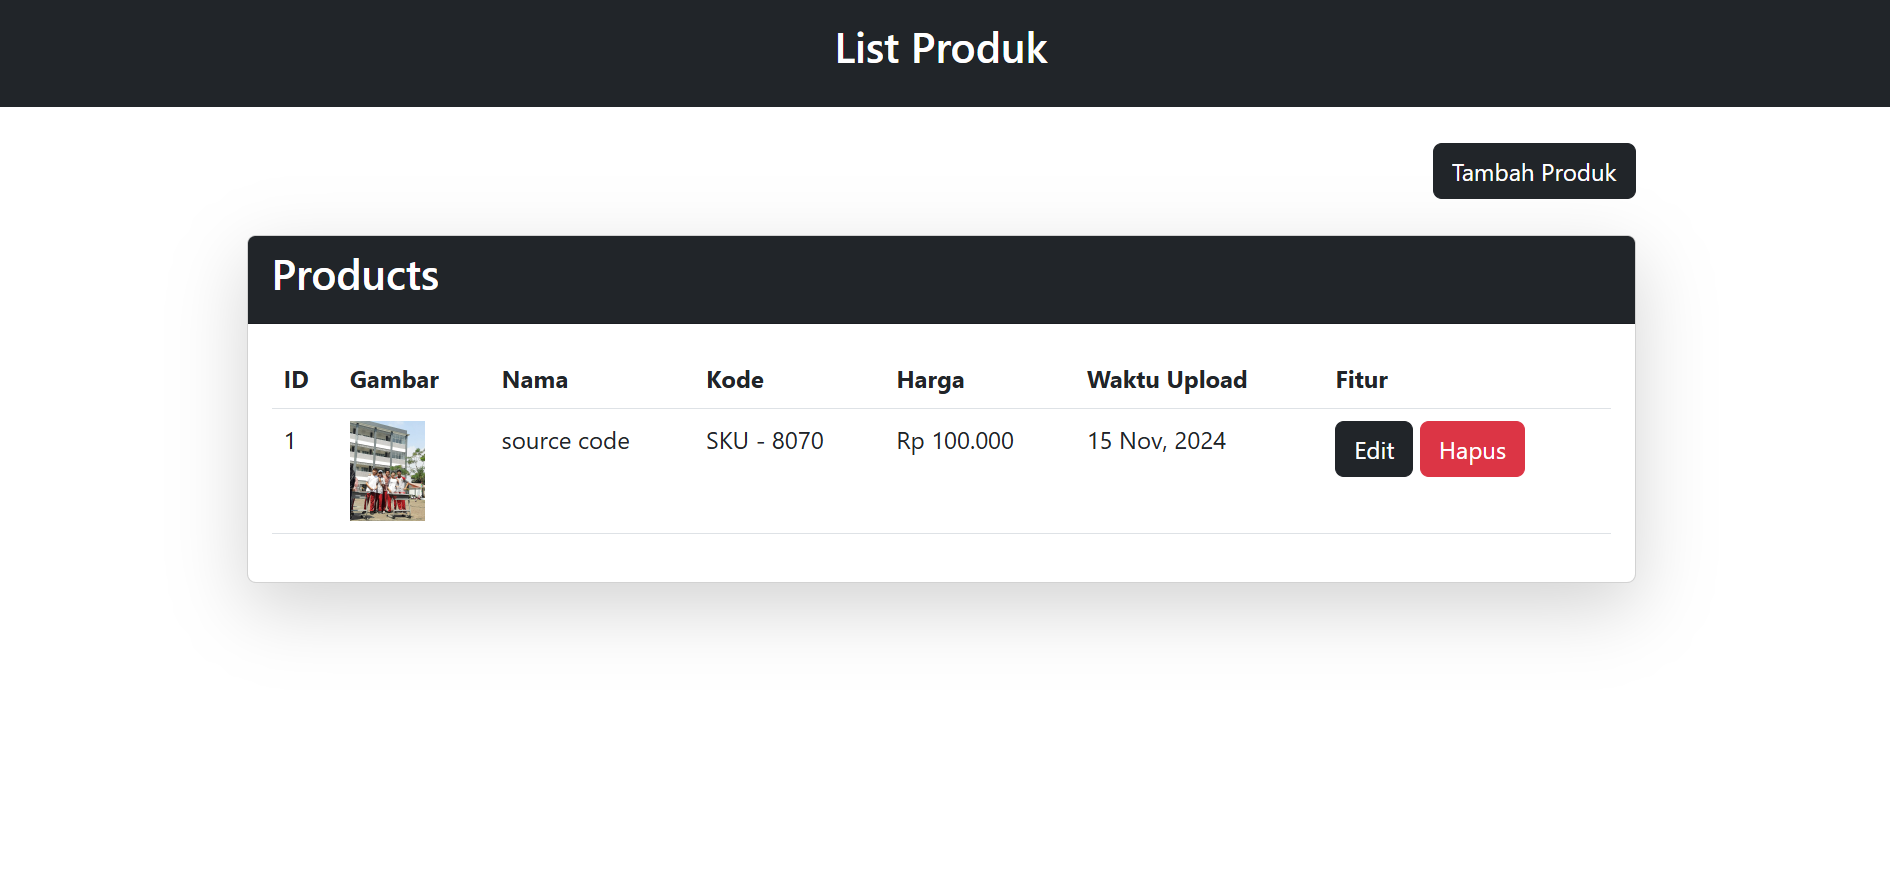 List Produk
Tambah Produk
Products
ID Gambar Nama Kode Harga Waktu Upload Fitur
1 source code SKU - 8070 Rp 100.000 15 Nov, 2024 Edit Hapus